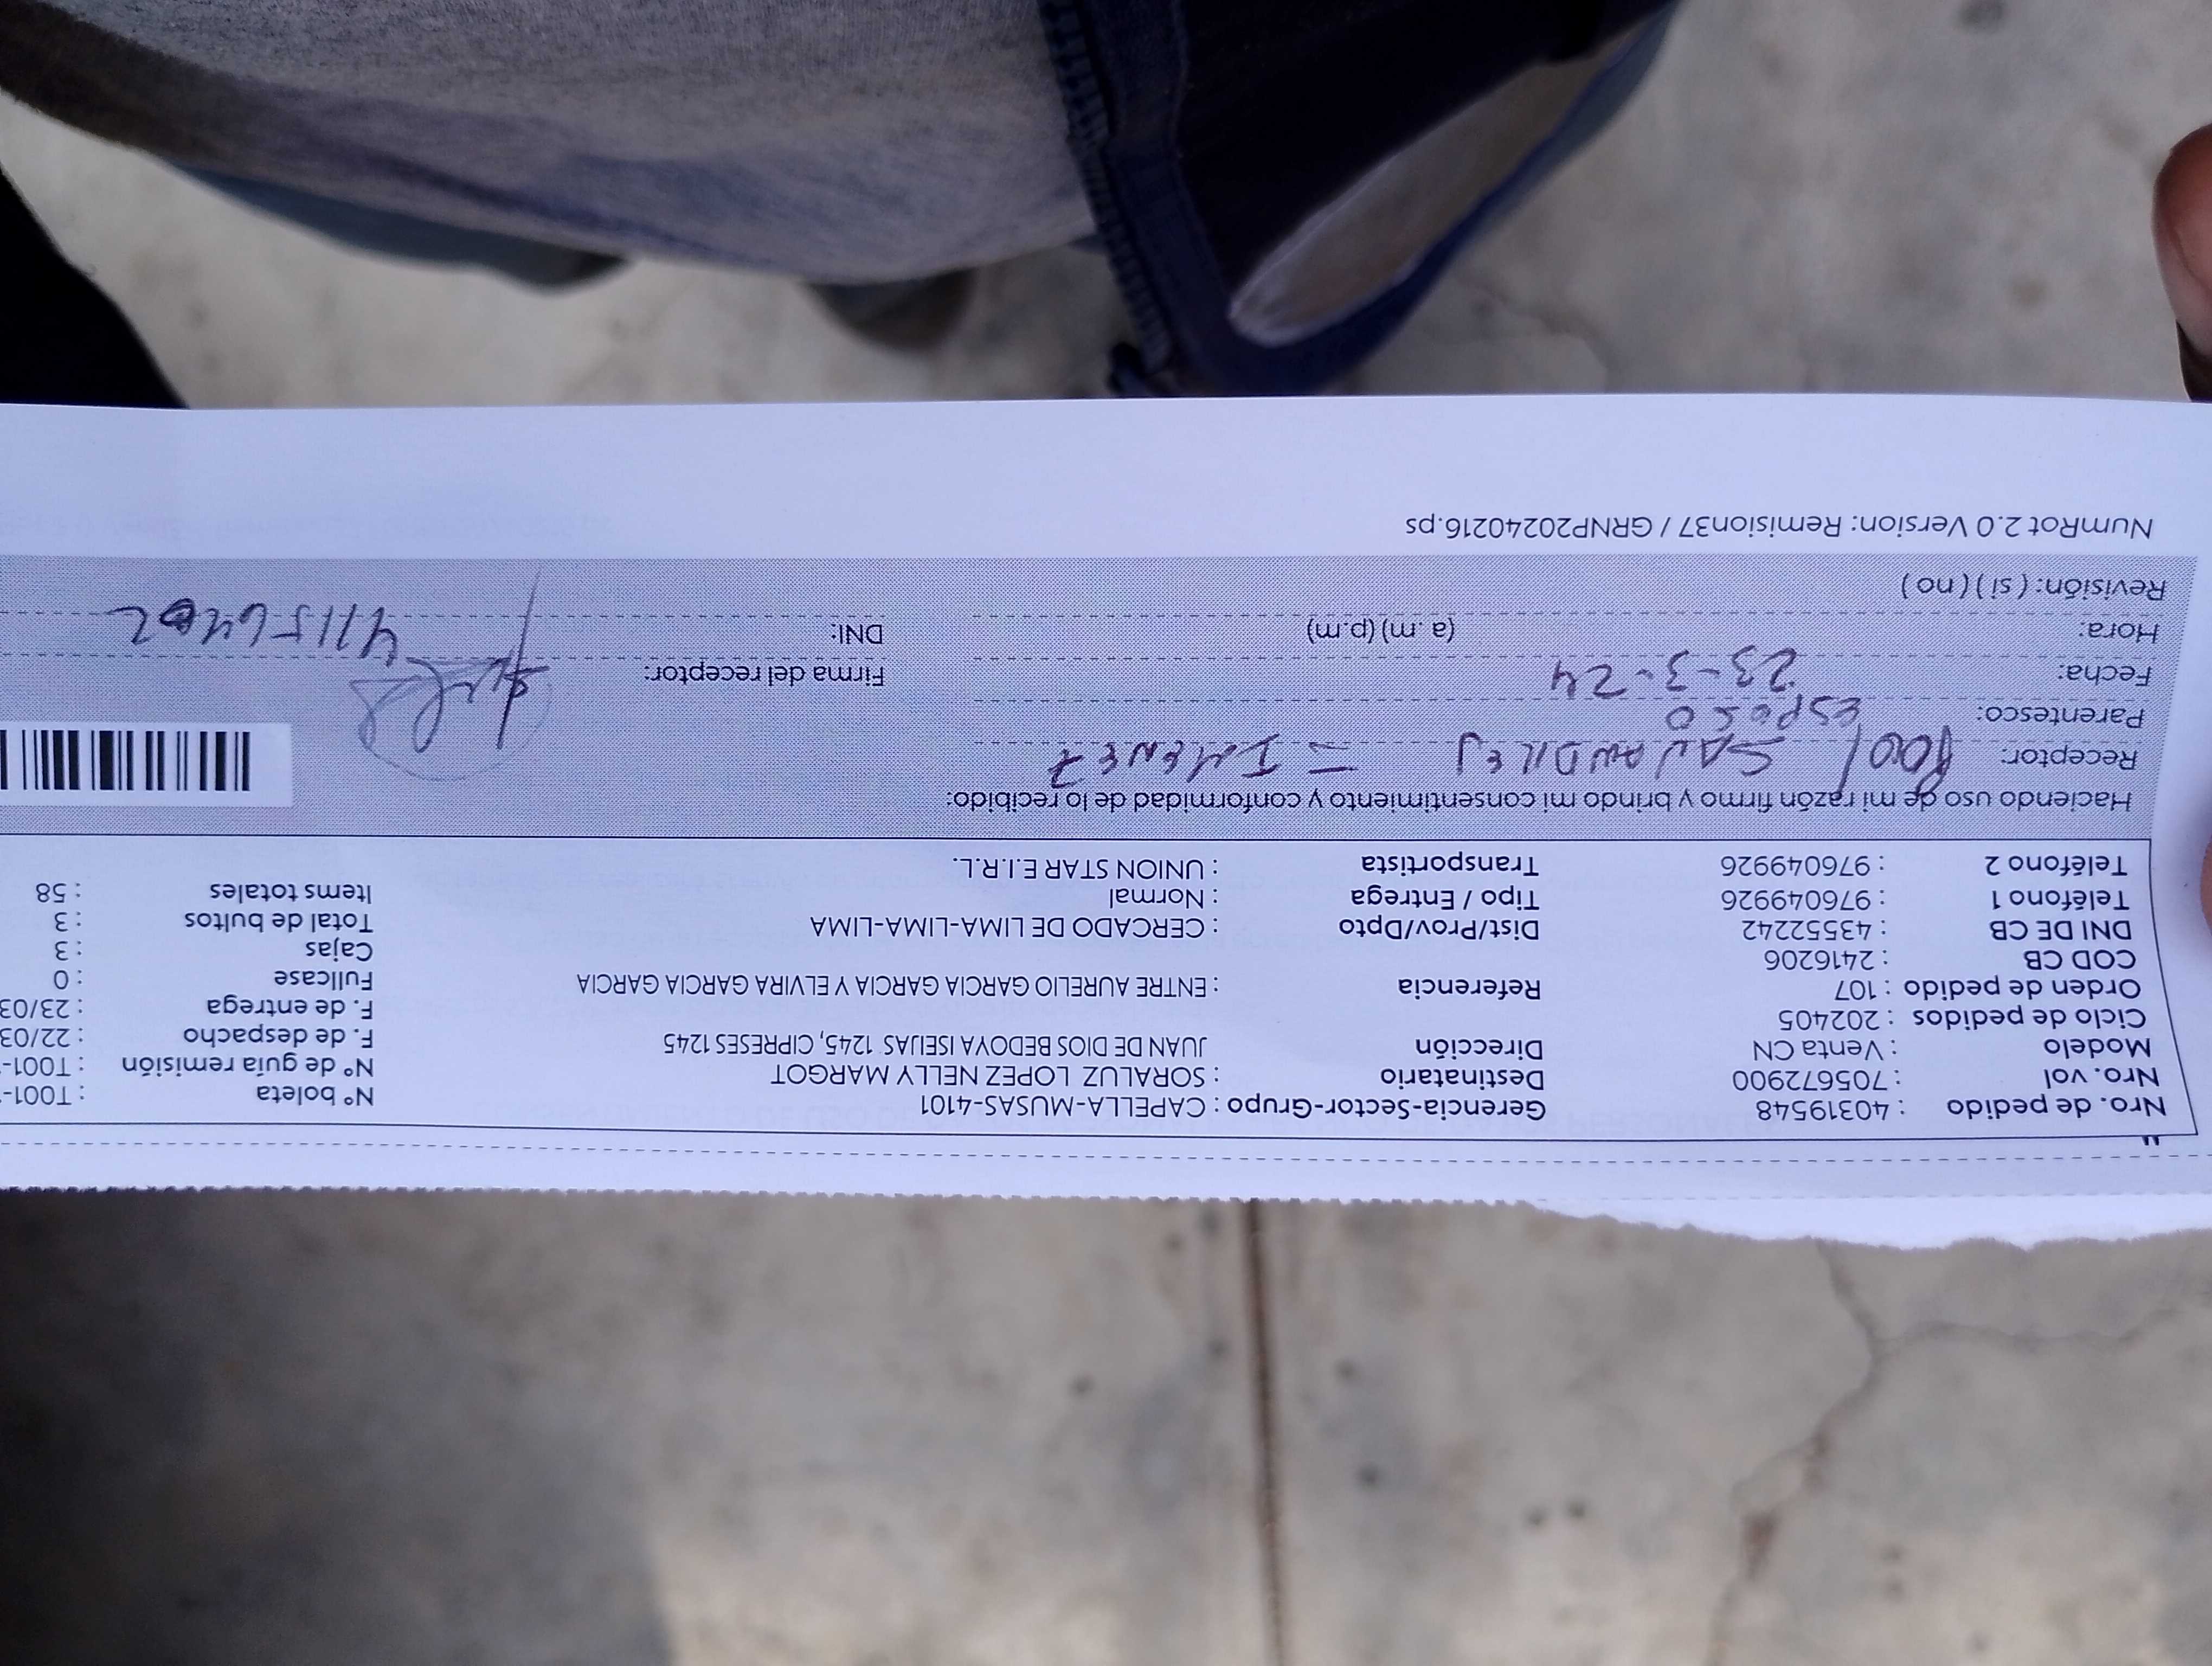 Nro. de pedido : 40319548 Gerencia-Sector-Grupo : CAPELLA-MUSAS-4101 N° boleta : T001-
Nro. vol : 705672900 Destinatario : SORALUZ LOPEZ NELLY MARGOT N° de guía remisión : T001-
Modelo : Venta CN Dirección JUAN DE DIOS BEDOYA ISEIJAS 1245, CIPRESES 1245 F. de despacho : 22/03
Ciclo de pedidos : 202405 F. de entrega : 23/03
Orden de pedido : 107 Referencia : ENTRE AURELIO GARCIA GARCIA Y ELVIRA GARCIA GARCIA Fullcase : 0
COD CB : 2416206 Cajas : 3
DNI DE CB : 43552242 Dist/Prov/Dpto : CERCADO DE LIMA-LIMA-LIMA Total de bultos : 3
Teléfono 1 : 976049926 Tipo / Entrega : Normal Items totales : 58
Teléfono 2 : 976049926 Transportista : UNION STAR E.I.R.L.
Haciendo uso de mi razón firmo y brindo mi consentimiento y conformidad de lo recibido:
Receptor:
Parentesco: ESPOSO
Fecha: 23-3-24 Firma del receptor:
Hora: (a .m) (p.m) DNI:
Revisión: ( si ) ( no )
NumRot 2.0 Version: Remision37 / GRNP20240216.ps